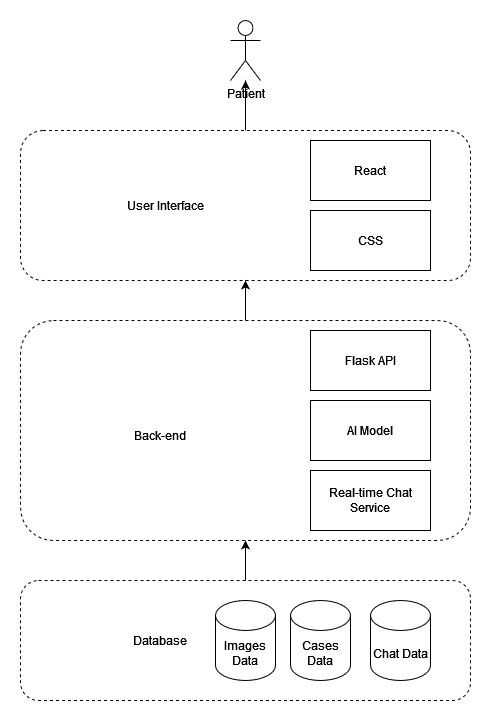 Patient
User Interface
React
CSS
Back-end
Flask API
AI Model
Real-time Chat
Service
Database
Images
Data
Cases
Data
Chat Data